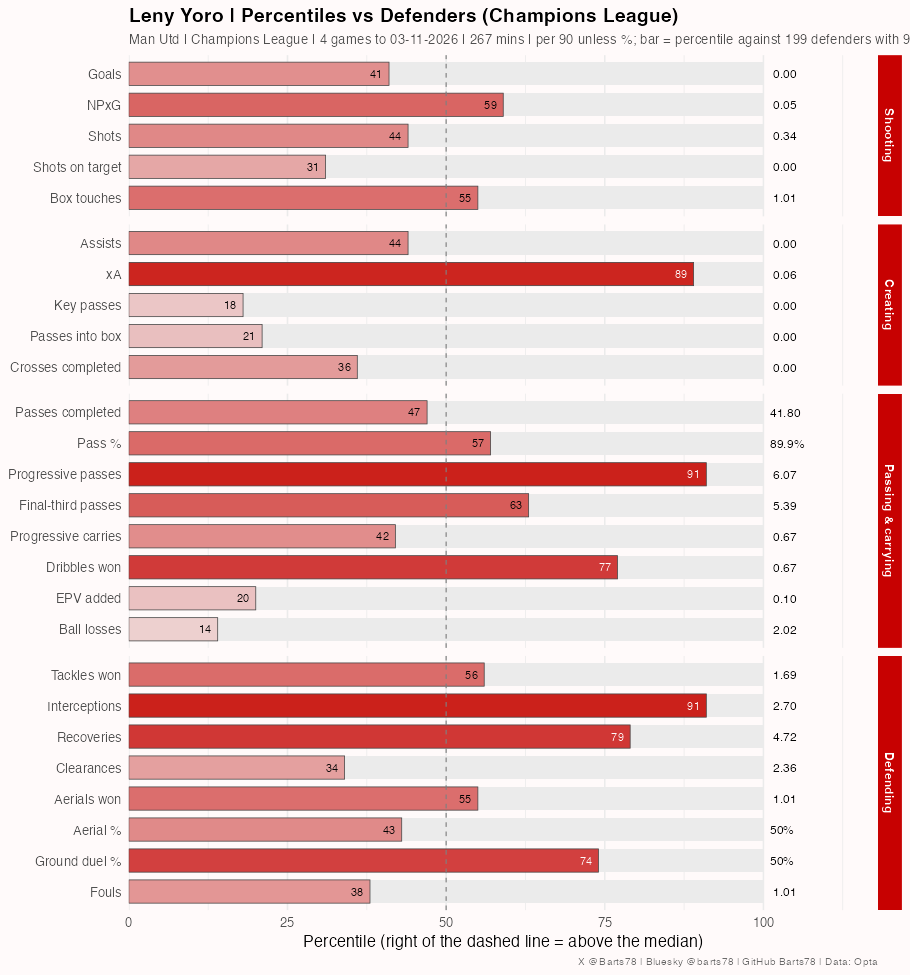 Leny Yoro | Percentiles vs Defenders (Champions League)
Man Utd | Champions League | 4 games to 03-11-2026 | 267 mins | per 90 unless %; bar = percentile against 199 defenders with 9
Shooting
Goals 41 0.00
NPxG 59 0.05
Shots 44 0.34
Shots on target 31 0.00
Box touches 55 1.01
Creating
Assists 44 0.00
xA 89 0.06
Key passes 18 0.00
Passes into box 21 0.00
Crosses completed 36 0.00
Passing & carrying
Passes completed 47 41.80
Pass % 57 89.9%
Progressive passes 91 6.07
Final-third passes 63 5.39
Progressive carries 42 0.67
Dribbles won 77 0.67
EPV added 20 0.10
Ball losses 14 2.02
Defending
Tackles won 56 1.69
Interceptions 91 2.70
Recoveries 79 4.72
Clearances 34 2.36
Aerials won 55 1.01
Aerial % 43 50%
Ground duel % 74 50%
Fouls 38 1.01
0 25 50 75 100
Percentile (right of the dashed line = above the median)
X @Barts78 | Bluesky @barts78 | GitHub Barts78 | Data: Opta